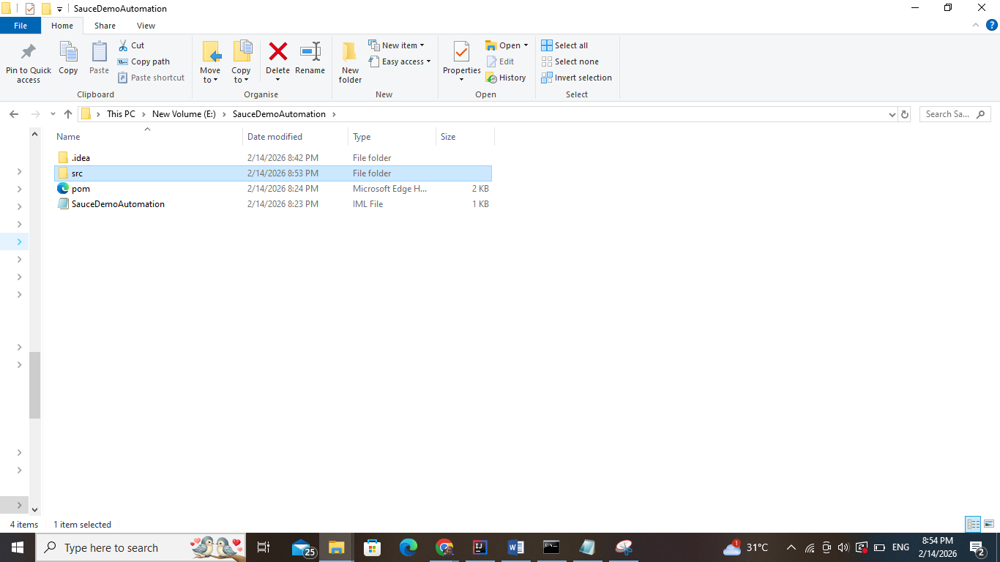 SauceDemoAutomation
File Home Share View
Cut
Copy path
Paste shortcut
Pin to Quick access
Copy
Paste
Clipboard
Move to
Copy to
Delete
Rename
Organise
New folder
New item
Easy access
New
Properties
Open
Edit
History
Open
Select all
Select none
Invert selection
Select
This PC New Volume (E:) SauceDemoAutomation
Search Sa...
Name Date modified Type Size
.idea 2/14/2026 8:42 PM File folder
src 2/14/2026 8:53 PM File folder
pom 2/14/2026 8:24 PM Microsoft Edge H... 2 KB
SauceDemoAutomation 2/14/2026 8:23 PM IML File 1 KB
4 items 1 item selected
Type here to search
25
31°C
1
ENG
8:54 PM
2/14/2026
2